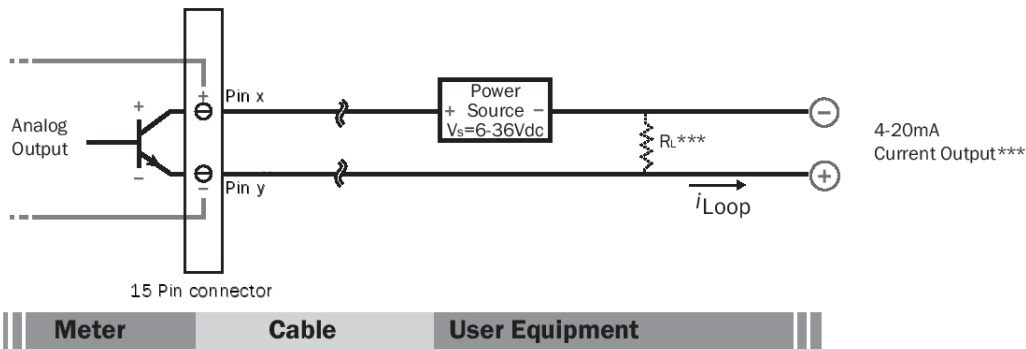 Analog
Output
+
−
+
Pin x
−
Pin y
15 Pin connector
Power
+ Source −
Vs=6-36Vdc
RL***
iLoop
−
+
4-20mA
Current Output***
Meter
Cable
User Equipment